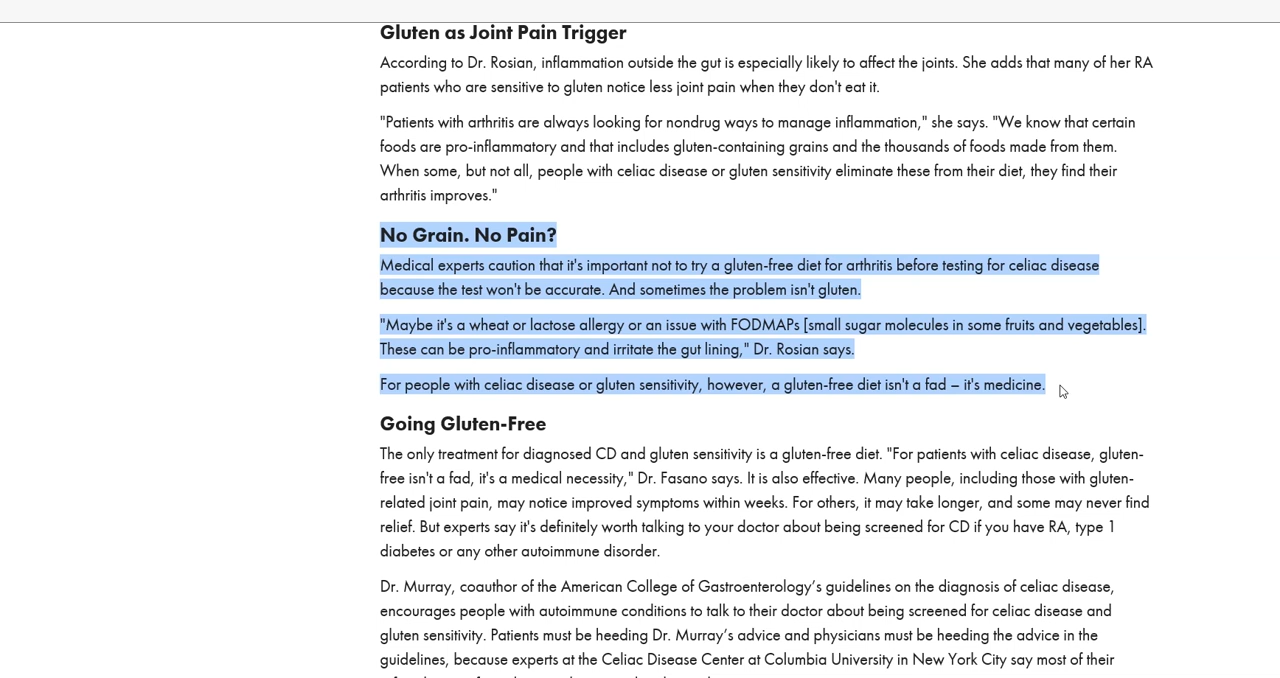 Gluten as Joint Pain Trigger
According to Dr. Rosian, inflammation outside the gut is especially likely to affect the joints. She adds that many of her RA
patients who are sensitive to gluten notice less joint pain when they don't eat it.
"Patients with arthritis are always looking for nondrug ways to manage inflammation," she says. "We know that certain
foods are pro-inflammatory and that includes gluten-containing grains and the thousands of foods made from them.
When some, but not all, people with celiac disease or gluten sensitivity eliminate these from their diet, they find their
arthritis improves."
No Grain. No Pain?
Medical experts caution that it's important not to try a gluten-free diet for arthritis before testing for celiac disease
because the test won't be accurate. And sometimes the problem isn't gluten.
"Maybe it's a wheat or lactose allergy or an issue with FODMAPs [small sugar molecules in some fruits and vegetables].
These can be pro-inflammatory and irritate the gut lining," Dr. Rosian says.
For people with celiac disease or gluten sensitivity, however, a gluten-free diet isn't a fad – it's medicine.
Going Gluten-Free
The only treatment for diagnosed CD and gluten sensitivity is a gluten-free diet. "For patients with celiac disease, gluten-
free isn't a fad, it's a medical necessity," Dr. Fasano says. It is also effective. Many people, including those with gluten-
related joint pain, may notice improved symptoms within weeks. For others, it may take longer, and some may never find
relief. But experts say it's definitely worth talking to your doctor about being screened for CD if you have RA, type 1
diabetes or any other autoimmune disorder.
Dr. Murray, coauthor of the American College of Gastroenterology’s guidelines on the diagnosis of celiac disease,
encourages people with autoimmune conditions to talk to their doctor about being screened for celiac disease and
gluten sensitivity. Patients must be heeding Dr. Murray’s advice and physicians must be heeding the advice in the
guidelines, because experts at the Celiac Disease Center at Columbia University in New York City say most of their